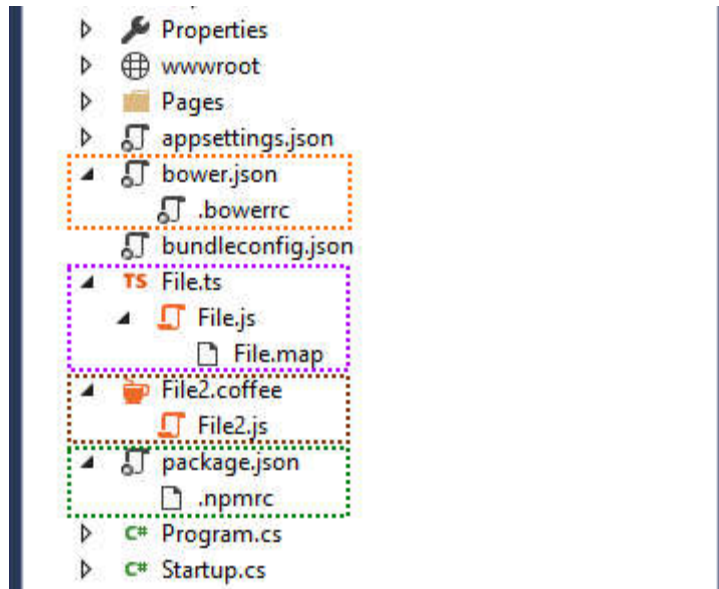 Properties
wwwroot
Pages
appsettings.json
bower.json
.bowerrc
bundleconfig.json
TS File.ts
File.js
File.map
File2.coffee
File2.js
package.json
.npmrc
C# Program.cs
C# Startup.cs